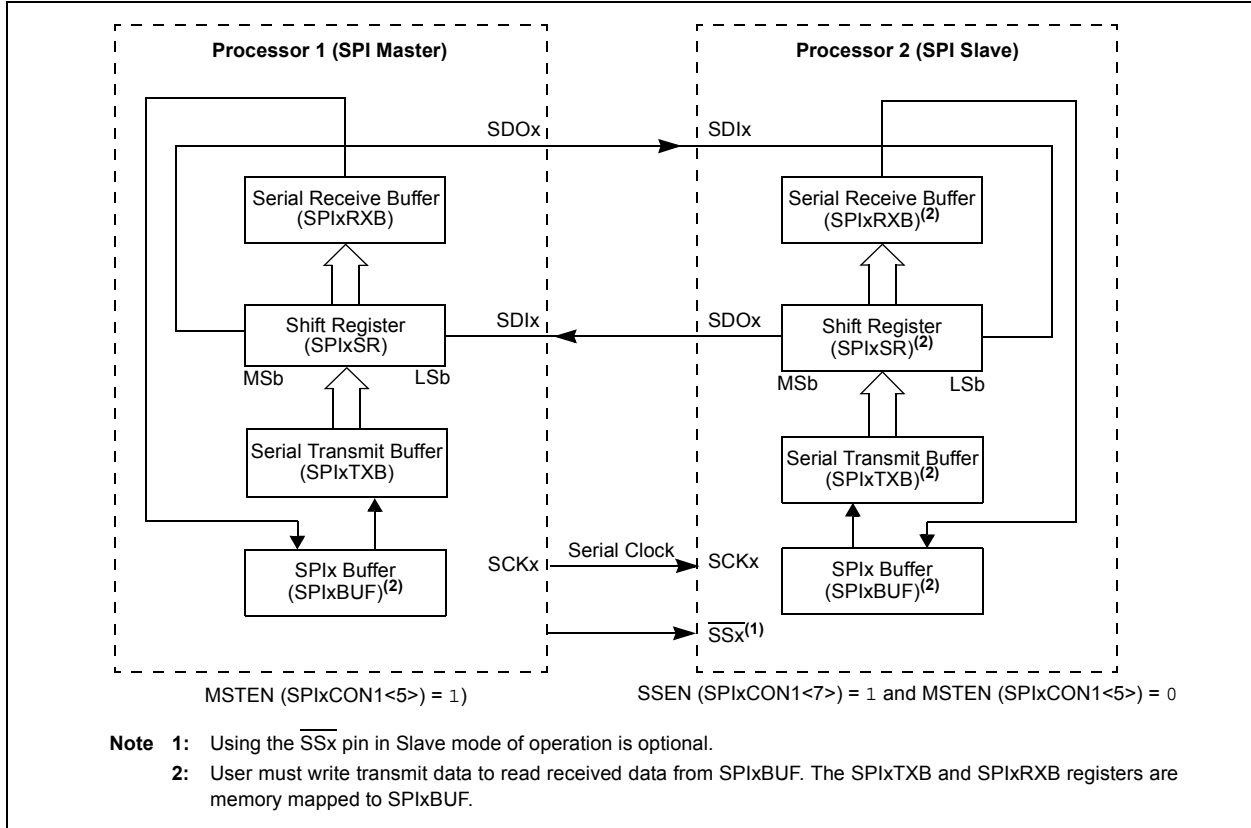 Processor 1 (SPI Master)
Processor 2 (SPI Slave)
SDOx
SDIx
Serial Receive Buffer
(SPIxRXB)
Serial Receive Buffer
(SPIxRXB)(2)
Shift Register
(SPIxSR)
MSb
LSb
SDIx
SDOx
Shift Register
(SPIxSR)(2)
MSb
LSb
Serial Transmit Buffer
(SPIxTXB)
Serial Transmit Buffer
(SPIxTXB)(2)
SPIx Buffer
(SPIxBUF)(2)
SCKx
Serial Clock
SCKx
SPIx Buffer
(SPIxBUF)(2)
SSx(1)
MSTEN (SPIxCON1<5>) = 1)
SSEN (SPIxCON1<7>) = 1 and MSTEN (SPIxCON1<5>) = 0
Note 1: Using the SSx pin in Slave mode of operation is optional.
2: User must write transmit data to read received data from SPIxBUF. The SPIxTXB and SPIxRXB registers are
memory mapped to SPIxBUF.